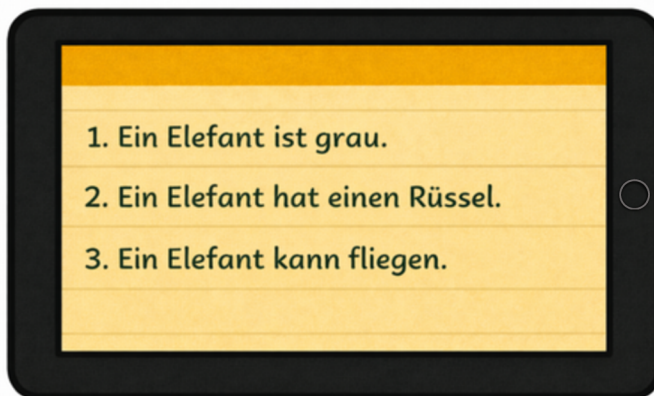 1. Ein Elefant ist grau.
2. Ein Elefant hat einen Rüssel.
3. Ein Elefant kann fliegen.